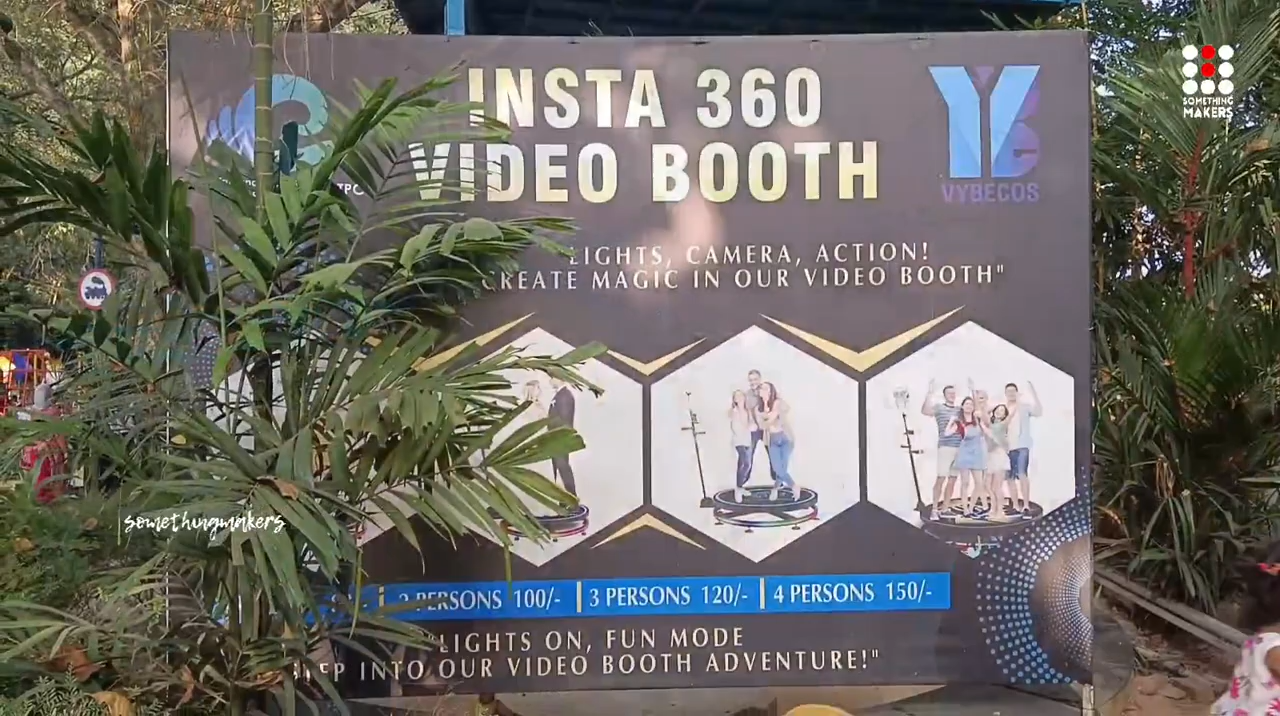 INSTA 360
VIDEO BOOTH
VYBECOS
SOMETHING
MAKERS
LIGHTS, CAMERA, ACTION!
CREATE MAGIC IN OUR VIDEO BOOTH"
somethingmakers
2 PERSONS 100/- 3 PERSONS 120/- 4 PERSONS 150/-
"LIGHTS ON, FUN MODE
INTO OUR VIDEO BOOTH ADVENTURE!"